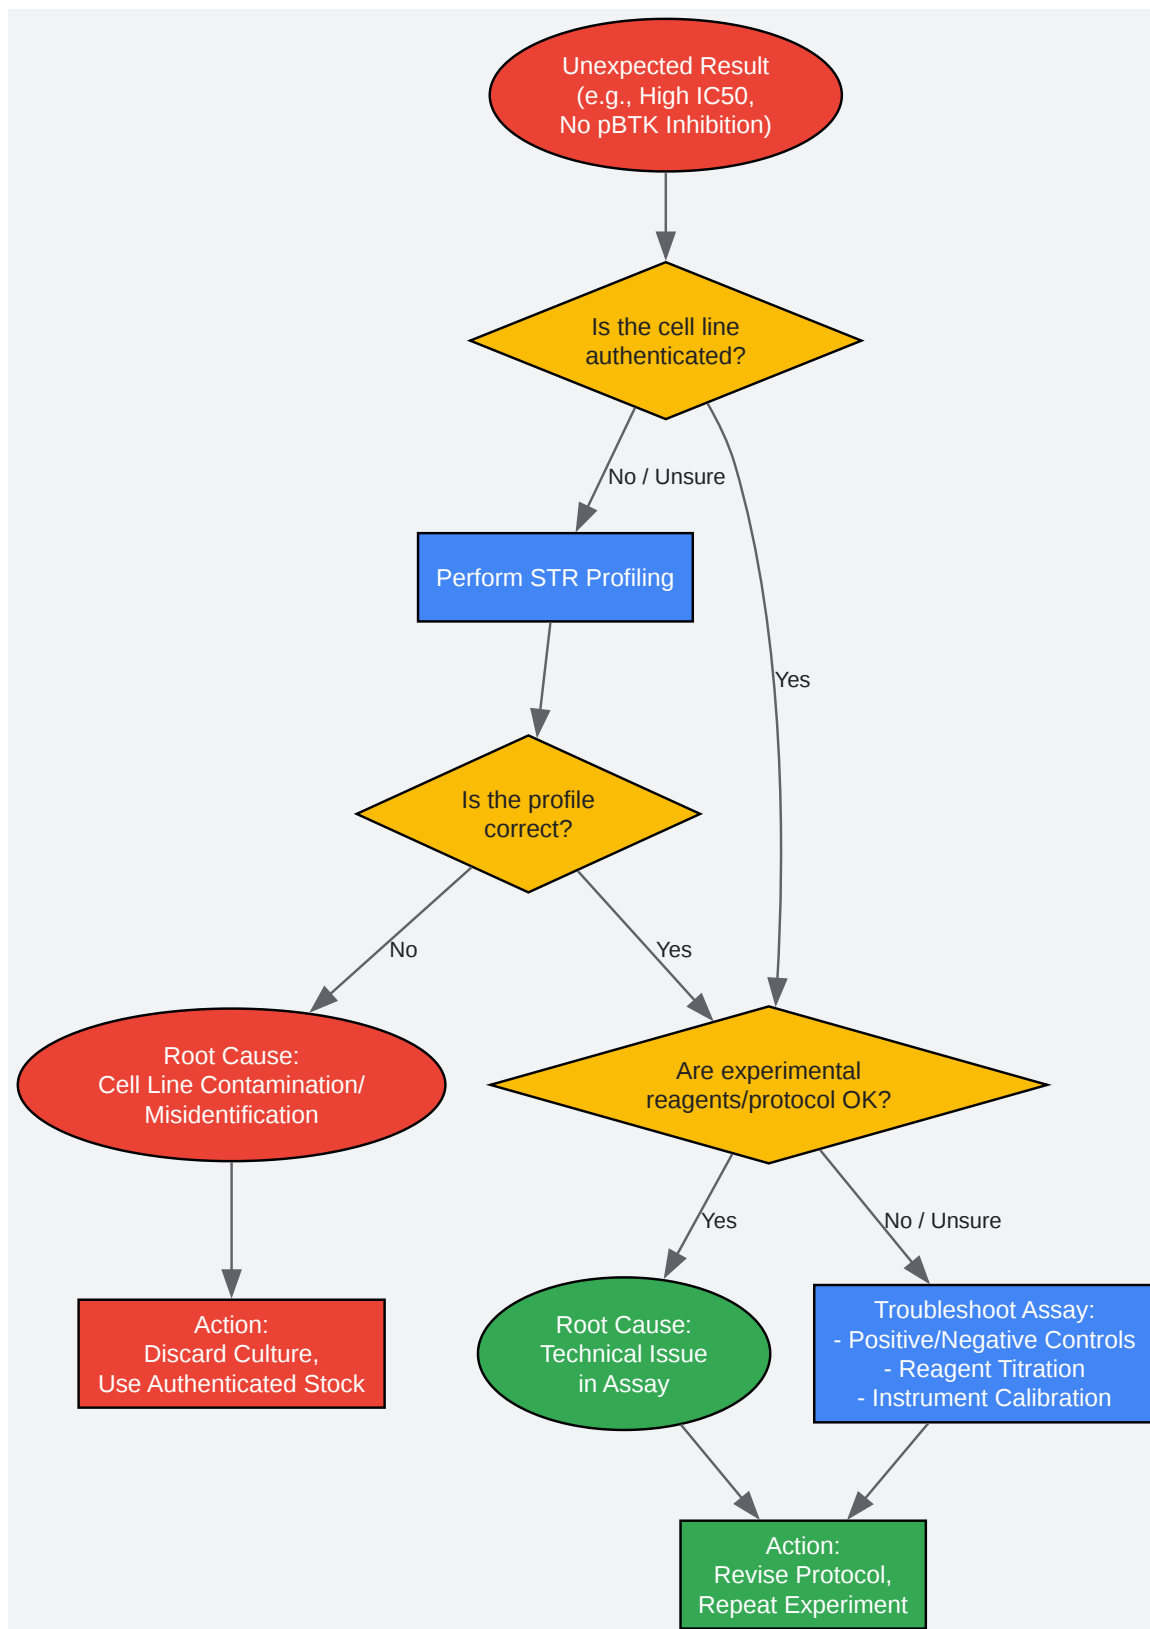 Unexpected Result
(e.g., High IC50,
No pBTK Inhibition)
Is the cell line
authenticated?
No / Unsure
Perform STR Profiling
Yes
Is the profile
correct?
No
Yes
Root Cause:
Cell Line Contamination/
Misidentification
Are experimental
reagents/protocol OK?
Yes
No / Unsure
Action:
Discard Culture,
Use Authenticated Stock
Root Cause:
Technical Issue
in Assay
Troubleshoot Assay:
- Positive/Negative Controls
- Reagent Titration
- Instrument Calibration
Action:
Revise Protocol,
Repeat Experiment